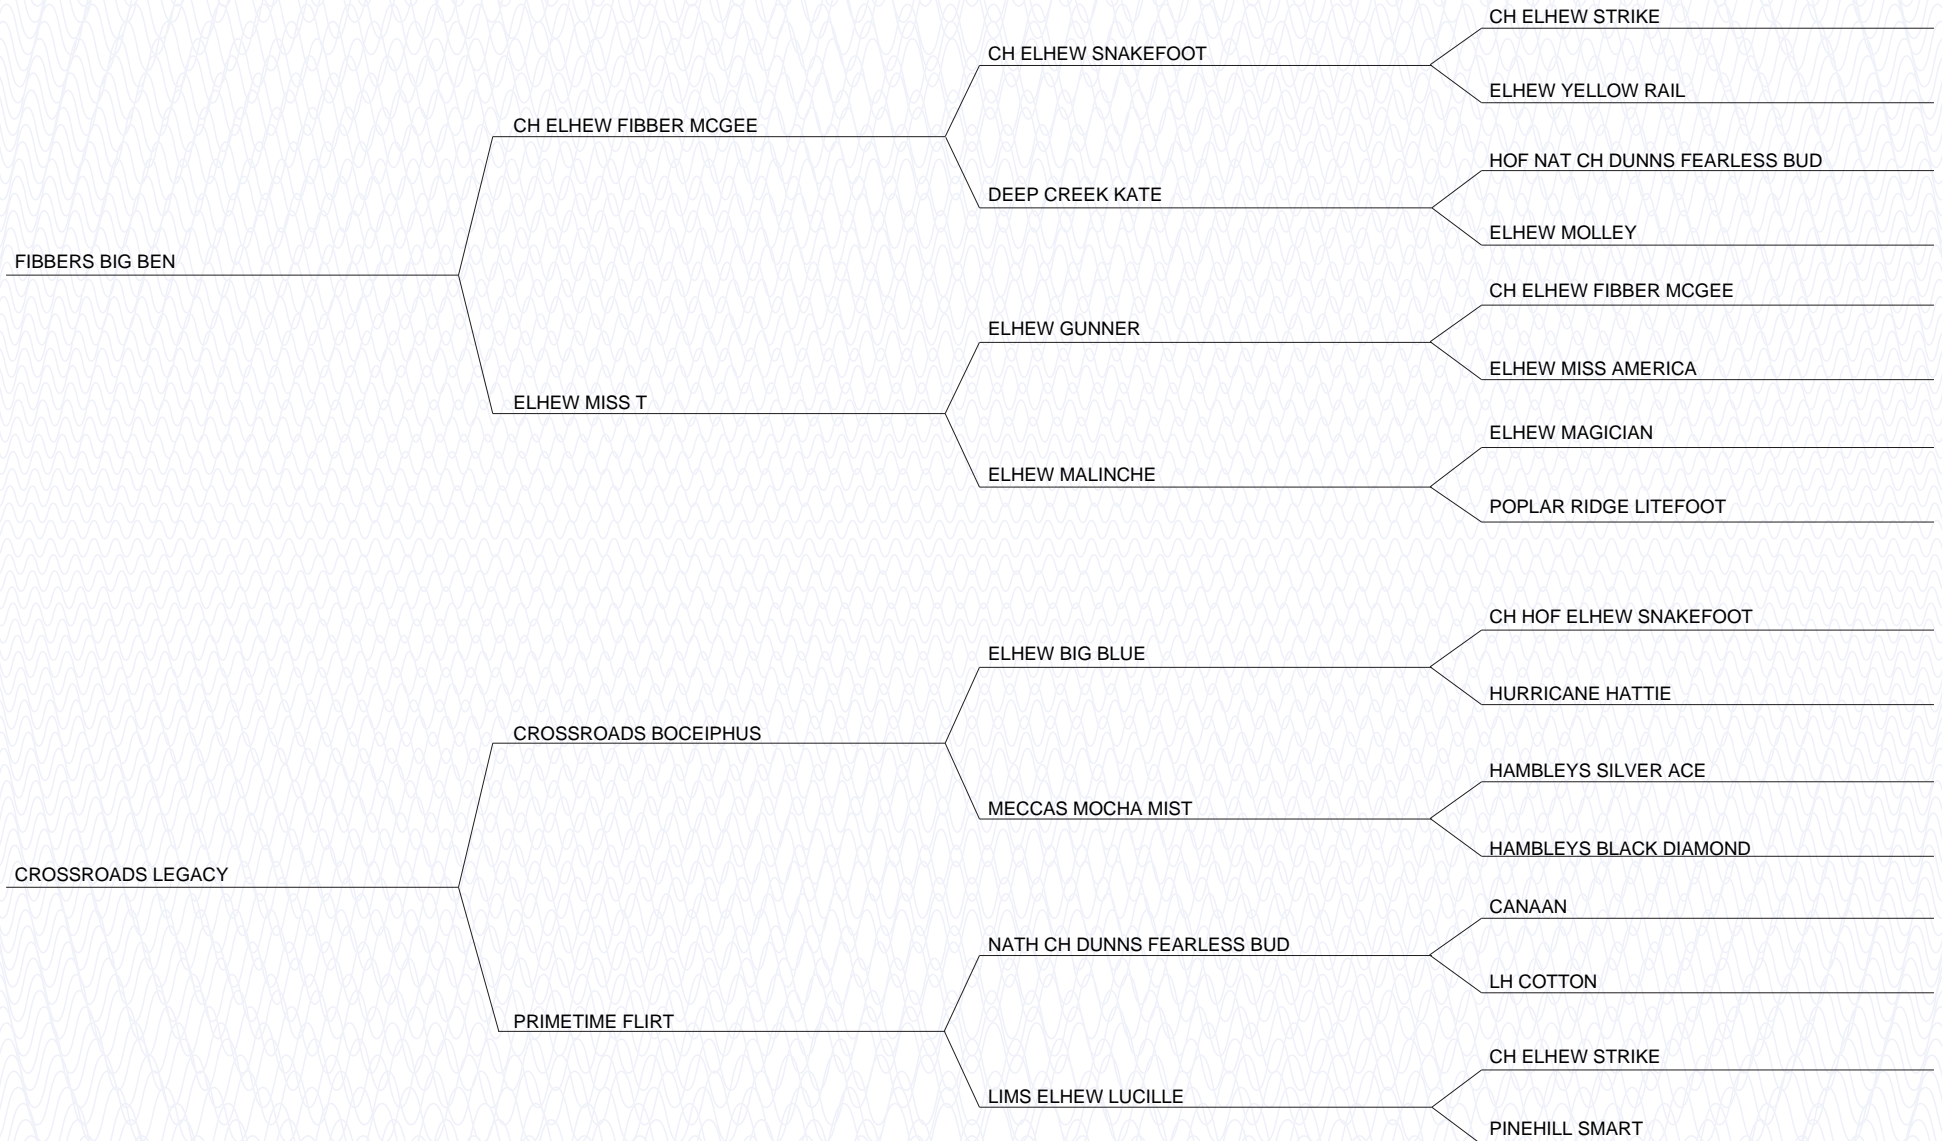 CH ELHEW STRIKE
CH ELHEW SNAKEFOOT
ELHEW YELLOW RAIL
CH ELHEW FIBBER MCGEE
HOF NAT CH DUNNS FEARLESS BUD
DEEP CREEK KATE
ELHEW MOLLEY
FIBBERS BIG BEN
CH ELHEW FIBBER MCGEE
ELHEW GUNNER
ELHEW MISS AMERICA
ELHEW MISS T
ELHEW MAGICIAN
ELHEW MALINCHE
POPLAR RIDGE LITEFOOT
CH HOF ELHEW SNAKEFOOT
ELHEW BIG BLUE
HURRICANE HATTIE
CROSSROADS BOCEIPHUS
HAMBLEYS SILVER ACE
MECCAS MOCHA MIST
HAMBLEYS BLACK DIAMOND
CROSSROADS LEGACY
CANAAN
NATH CH DUNNS FEARLESS BUD
LH COTTON
PRIMETIME FLIRT
CH ELHEW STRIKE
LIMS ELHEW LUCILLE
PINEHILL SMART